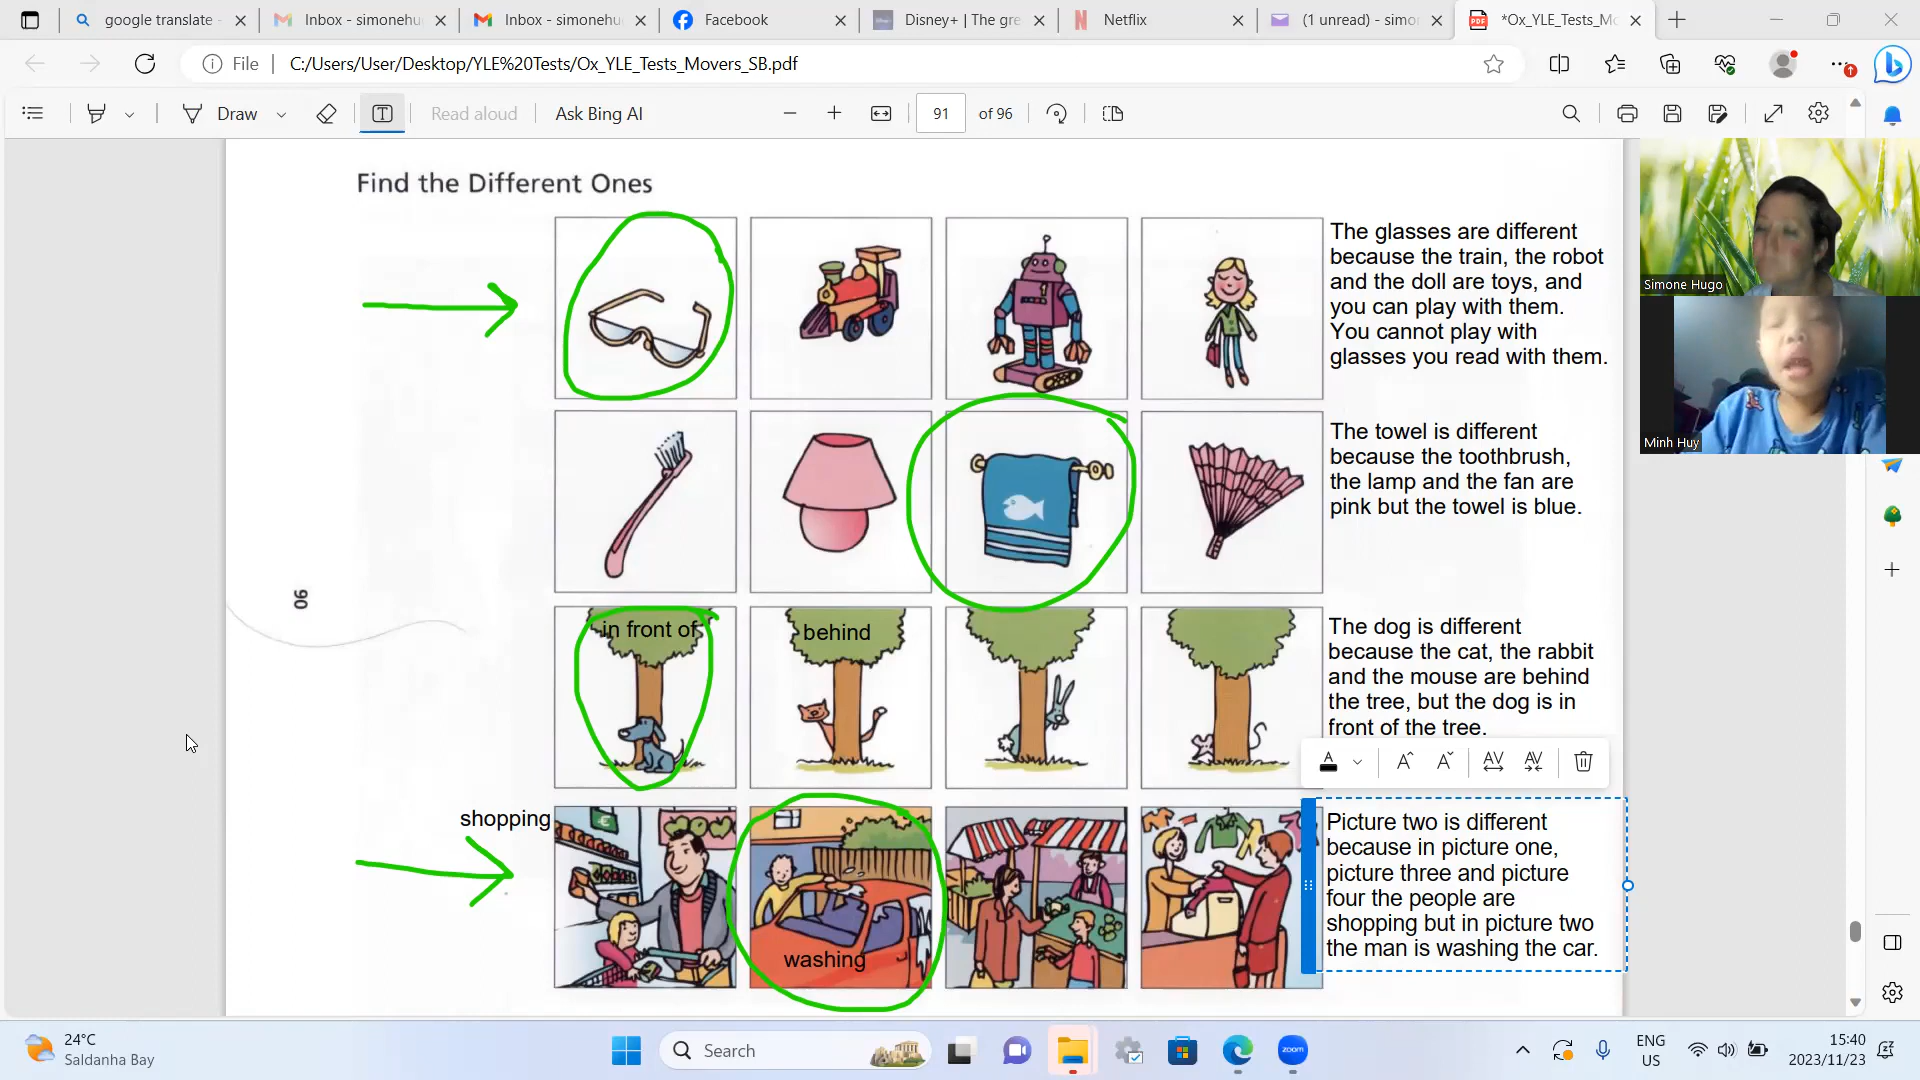 google translate -
Inbox - simonehu
Inbox - simonehu
Facebook
Disney+ | The gre
Netflix
(1 unread) - simo
*Ox_YLE_Tests_Mo
File
C:/Users/User/Desktop/YLE%20Tests/Ox_YLE_Tests_Movers_SB.pdf
Draw
Read aloud
Ask Bing AI
91
of 96
Find the Different Ones
The glasses are different
because the train, the robot
and the doll are toys, and
you can play with them.
You cannot play with
glasses you read with them.
Simone Hugo
Minh Huy
The towel is different
because the toothbrush,
the lamp and the fan are
pink but the towel is blue.
90
in front of
behind
The dog is different
because the cat, the rabbit
and the mouse are behind
the tree, but the dog is in
front of the tree.
shopping
washing
Picture two is different
because in picture one,
picture three and picture
four the people are
shopping but in picture two
the man is washing the car.
24°C
Saldanha Bay
Search
zoom
ENG
US
15:40
2023/11/23